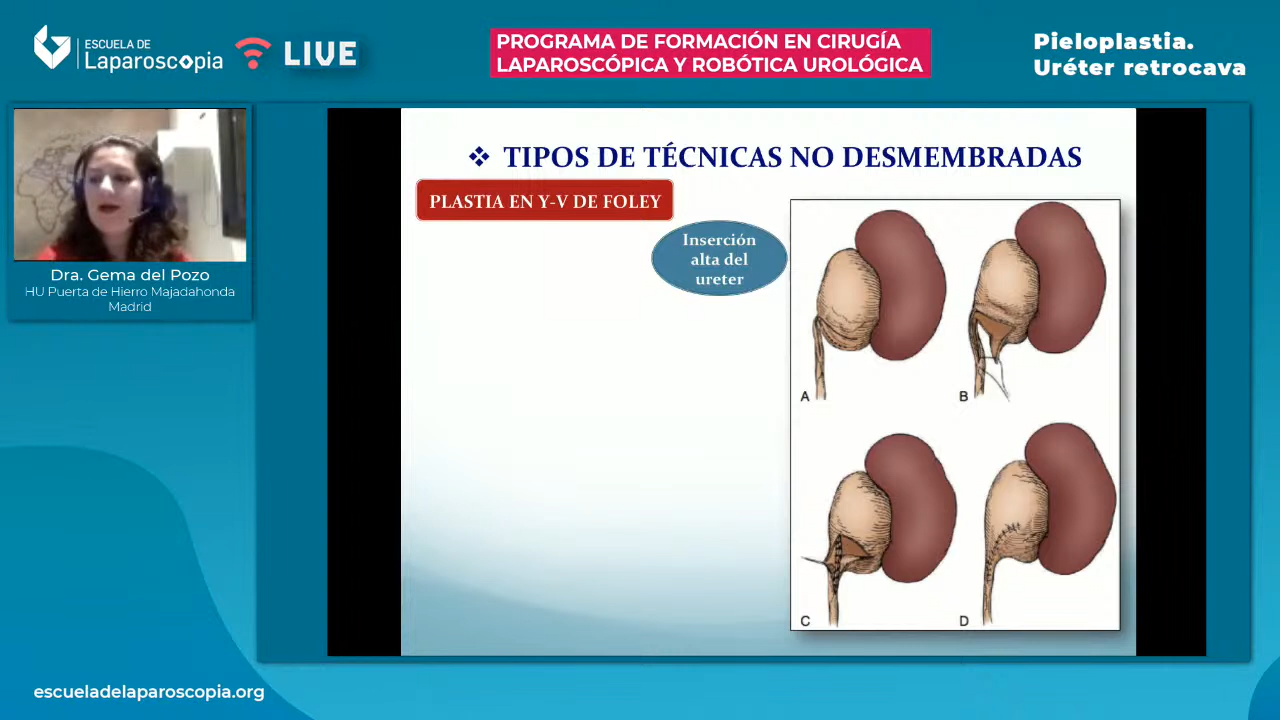 ESCUELA DE
Laparoscopia
LIVE
PROGRAMA DE FORMACIÓN EN CIRUGÍA
LAPAROSCÓPICA Y ROBÓTICA UROLÓGICA
Pieloplastia.
Uréter retrocava
Dra. Gema del Pozo
HU Puerta de Hierro Majadahonda
Madrid
❖ TIPOS DE TÉCNICAS NO DESMEMBRADAS
PLASTIA EN Y-V DE FOLEY
Inserción
alta del
ureter
A
B
C
D
escueladelaparoscopia.org